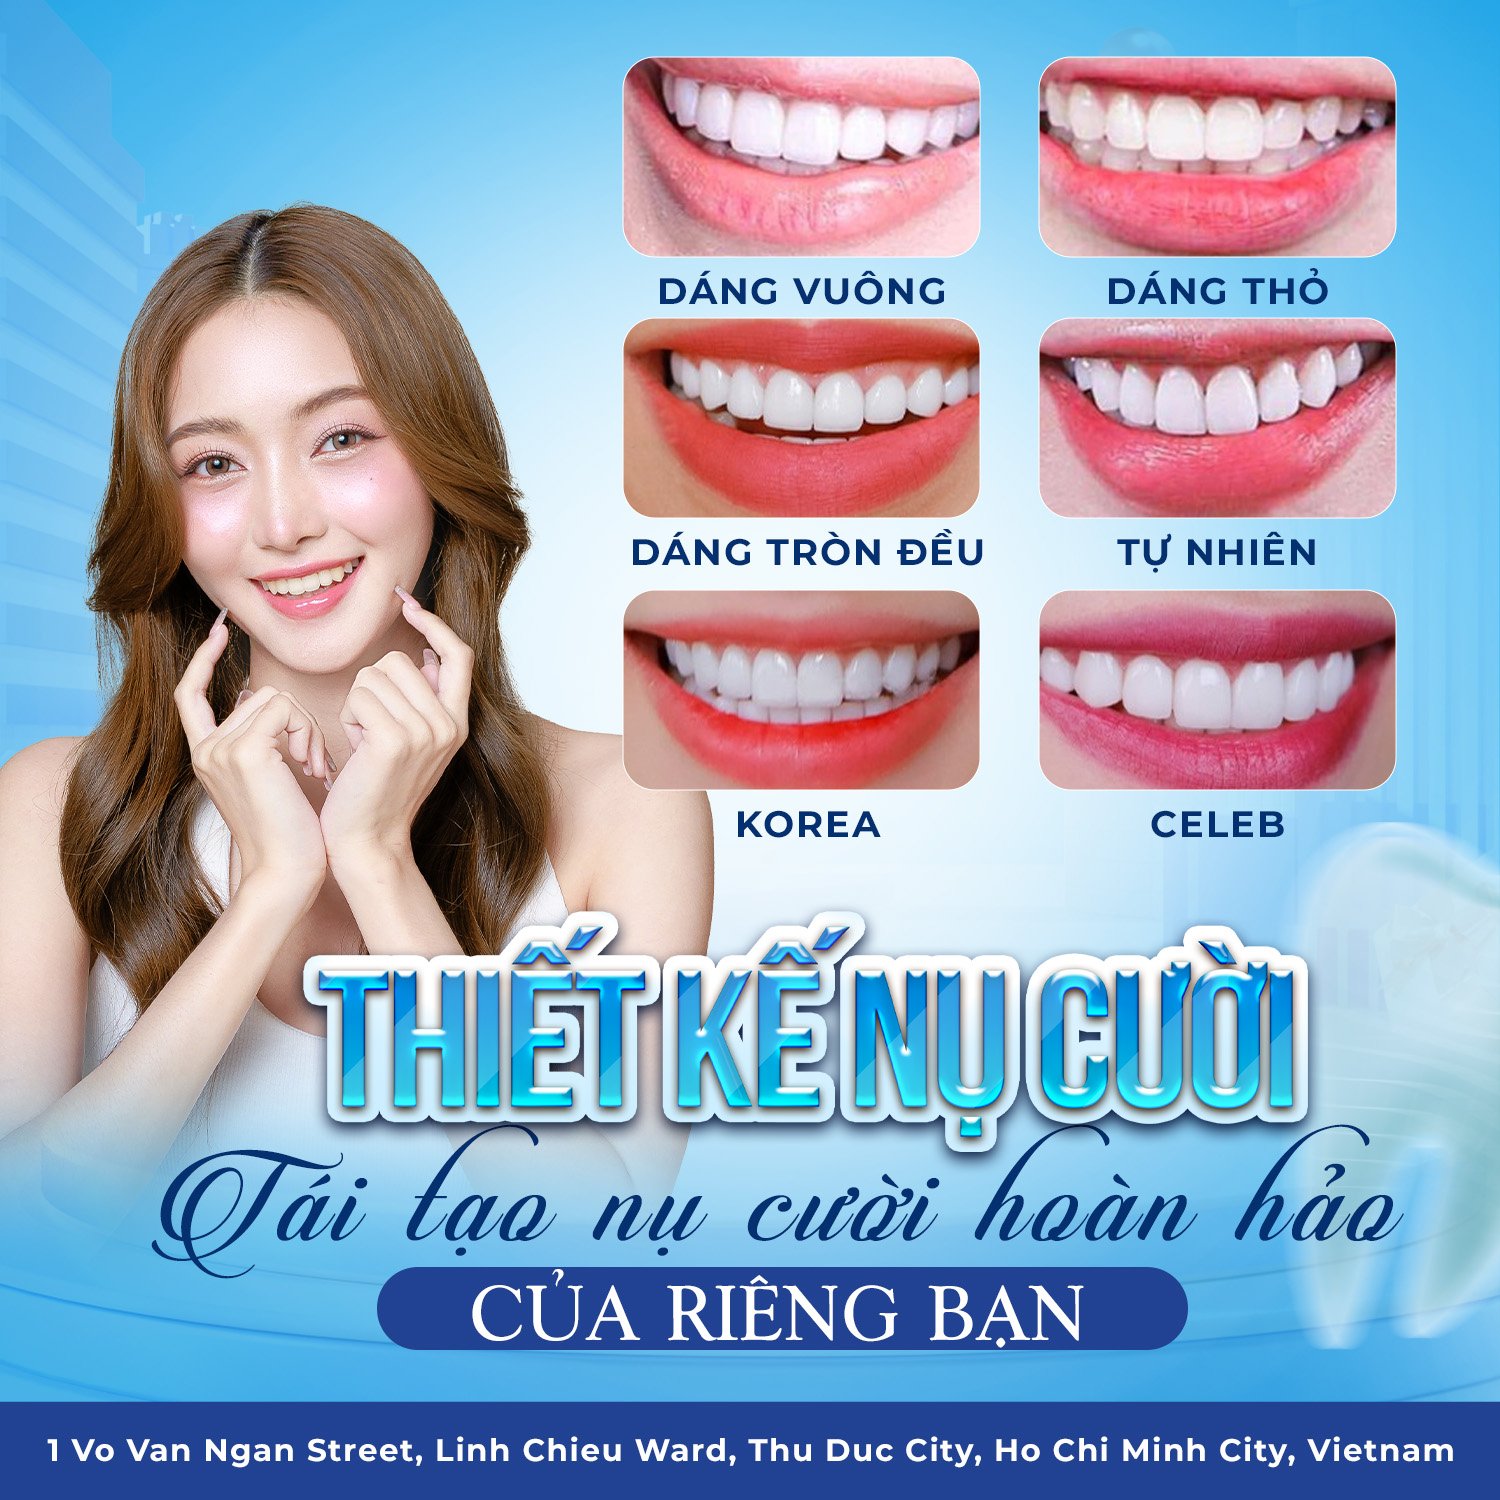 DÁNG VUÔNG
DÁNG THỎ
DÁNG TRÒN ĐỀU
TỰ NHIÊN
KOREA
CELEB
THIẾT KẾ NỤ CƯỜI
Tái tạo nụ cười hoàn hảo
CỦA RIÊNG BẠN
1 Vo Van Ngan Street, Linh Chieu Ward, Thu Duc City, Ho Chi Minh City, Vietnam